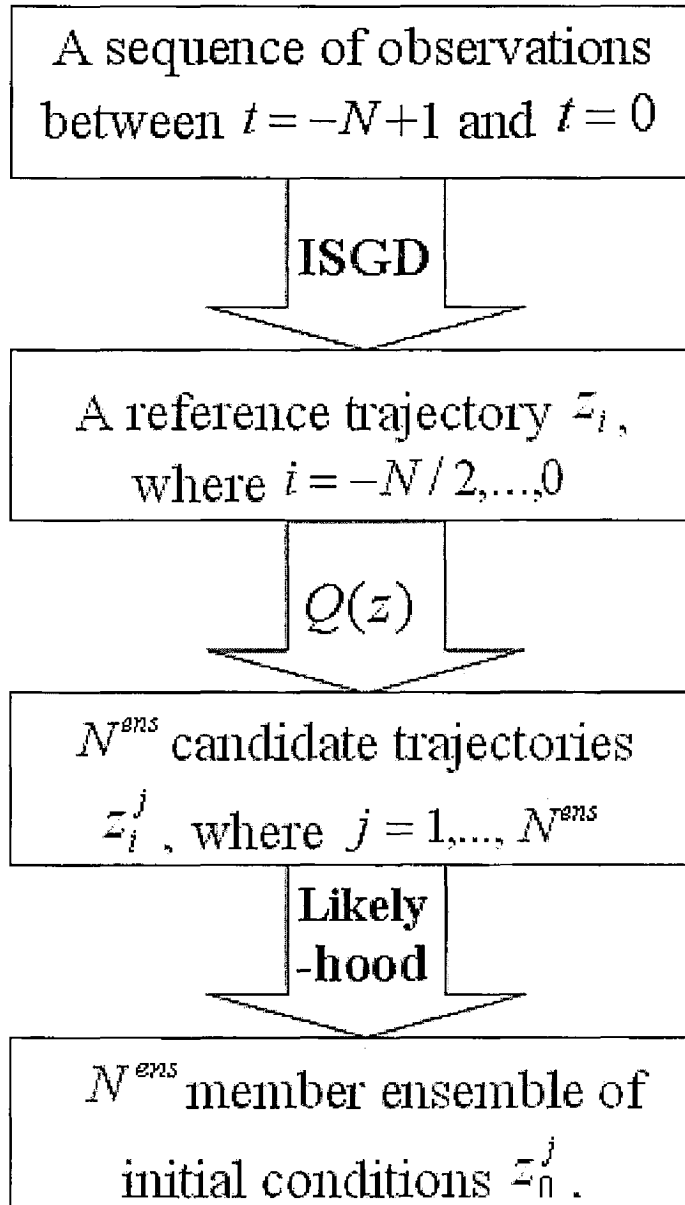 A sequence of observations
between t = −N+1 and t = 0
ISGD
A reference trajectory z_i ,
where i = −N / 2,...,0
Q(z)
N^ens candidate trajectories
z_i^j , where j = 1,..., N^ens
Likely
-hood
N^ens member ensemble of
initial conditions z_0^j .